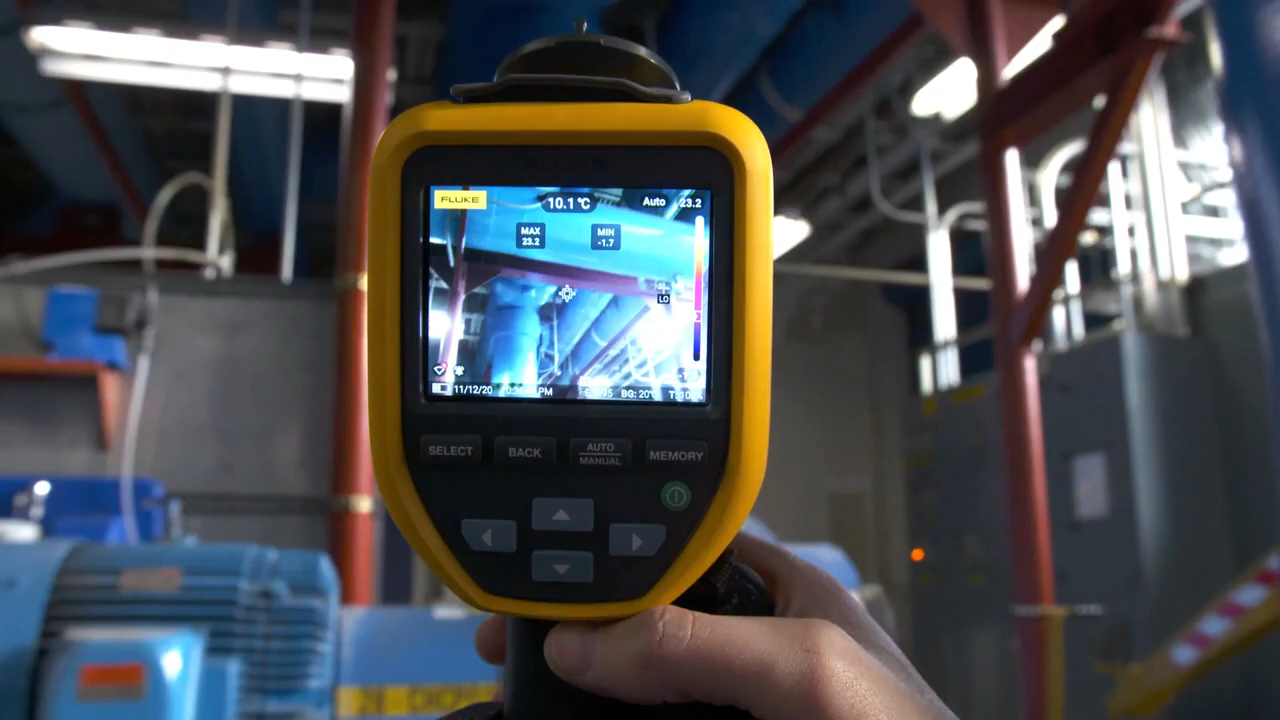 FLUKE
10.1 °C
Auto 23.2
MAX
23.2
MIN
-1.7
LO
11/12/20 PM BG: 20°C
SELECT
BACK
AUTO
MANUAL
MEMORY